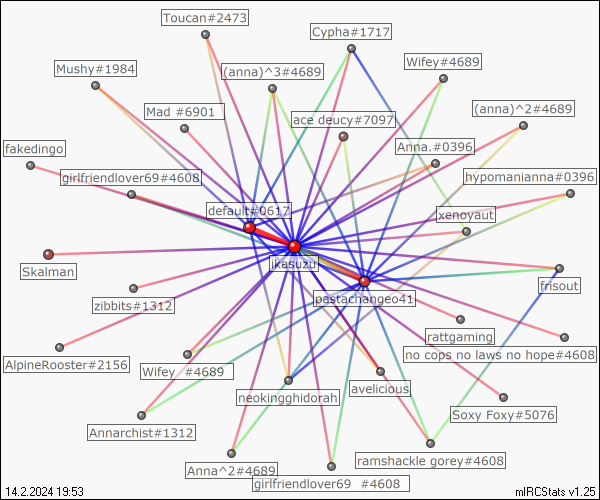 Toucan#2473
Cypha#1717
Wifey#4689
Mushy#1984
(anna)^3#4689
(anna)^2#4689
Mad #6901
ace deucy#7097
fakedingo
Anna.#0396
girlfriendlover69#4608
hypomanianna#0396
default#0617
xenoyaut
ikasuzu
Skalman
pastachangeo41
frisout
zibbits#1312
rattgaming
no cops no laws no hope#4608
AlpineRooster#2156
Wifey #4689
avelicious
neokingghidorah
Soxy Foxy#5076
Annarchist#1312
ramshackle gorey#4608
Anna^2#4689
girlfriendlover69 #4608
14.2.2024 19:53
mIRCStats v1.25